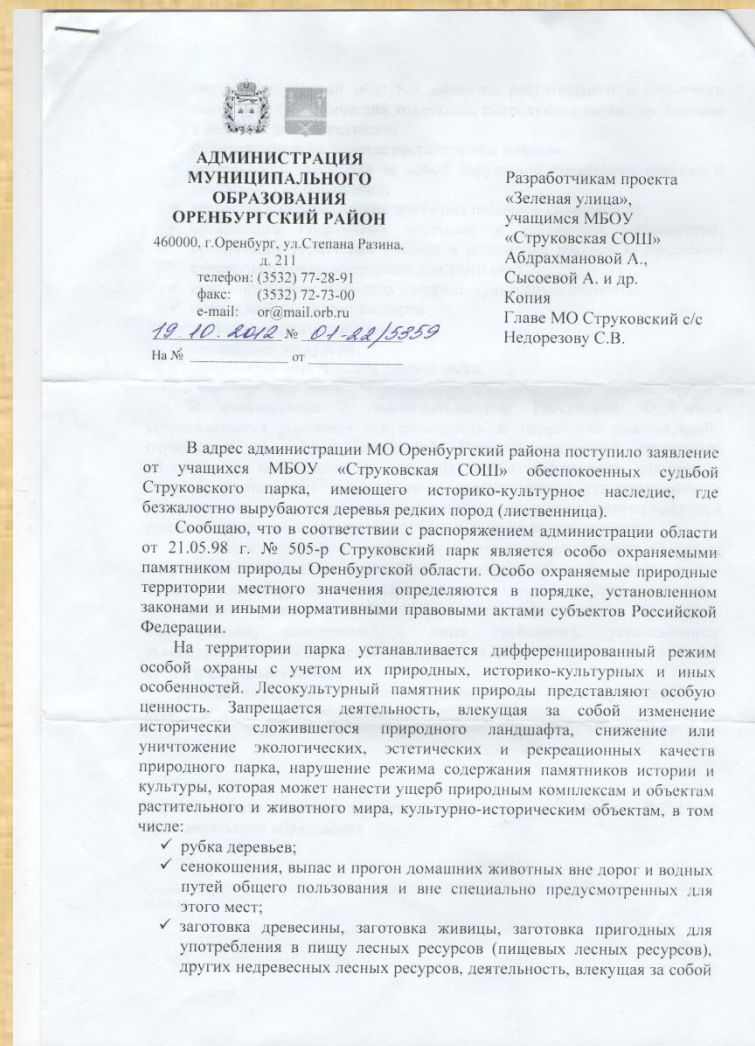 АДМИНИСТРАЦИЯ
МУНИЦИПАЛЬНОГО
ОБРАЗОВАНИЯ
ОРЕНБУРГСКИЙ РАЙОН
460000, г.Оренбург, ул.Степана Разина,
д. 211
телефон: (3532) 77-28-91
факс: (3532) 72-73-00
e-mail: or@mail.orb.ru
19.10.2012 № 01-22/5359
На № ______________ от ______________
Разработчикам проекта
«Зеленая улица»,
учащимся МБОУ
«Струковская СОШ»
Абдрахмановой А.,
Сысоевой А. и др.
Копия
Главе МО Струковский с/с
Недорезову С.В.
В адрес администрации МО Оренбургский района поступило заявление
от учащихся МБОУ «Струковская СОШ» обеспокоенных судьбой
Струковского парка, имеющего историко-культурное наследие, где
безжалостно вырубаются деревья редких пород (лиственница).
Сообщаю, что в соответствии с распоряжением администрации области
от 21.05.98 г. № 505-р Струковский парк является особо охраняемыми
памятником природы Оренбургской области. Особо охраняемые природные
территории местного значения определяются в порядке, установленном
законами и иными нормативными правовыми актами субъектов Российской
Федерации.
На территории парка устанавливается дифференцированный режим
особой охраны с учетом их природных, историко-культурных и иных
особенностей. Лесокультурный памятник природы представляют особую
ценность. Запрещается деятельность, влекущая за собой изменение
исторически сложившегося природного ландшафта, снижение или
уничтожение экологических, эстетических и рекреационных качеств
природного парка, нарушение режима содержания памятников истории и
культуры, которая может нанести ущерб природным комплексам и объектам
растительного и животного мира, культурно-историческим объектам, в том
числе:
✓ рубка деревьев;
✓ сенокошения, выпас и прогон домашних животных вне дорог и водных
путей общего пользования и вне специально предусмотренных для
этого мест;
✓ заготовка древесины, заготовка живицы, заготовка пригодных для
употребления в пищу лесных ресурсов (пищевых лесных ресурсов),
других недревесных лесных ресурсов, деятельность, влекущая за собой